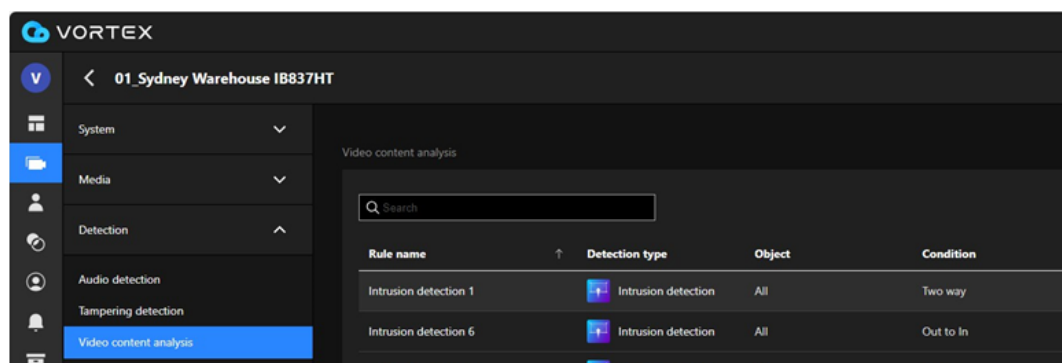 VORTEX
V
01_Sydney Warehouse IB837HT
System
Media
Detection
Audio detection
Tampering detection
Video content analysis
Video content analysis
Search
Rule name Detection type Object Condition
Intrusion detection 1 Intrusion detection All Two way
Intrusion detection 6 Intrusion detection All Out to In